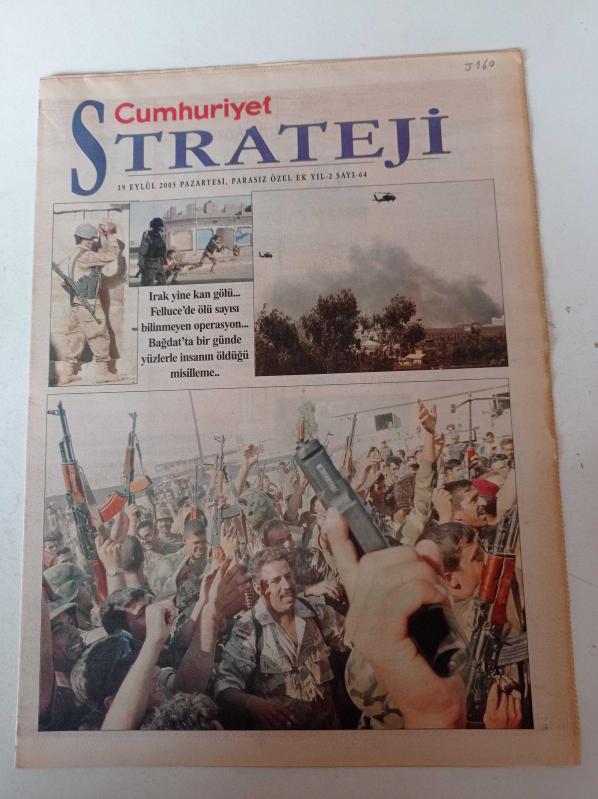 J160
Cumhuriyet
STRATEJİ
19 EYLÜL 2005 PAZARTESİ, PARASIZ ÖZEL EK YIL-2 SAYI-64
Irak yine kan gölü...
Felluce'de ölü sayısı
bilinmeyen operasyon...
Bağdat'ta bir günde
yüzlerle insanın öldüğü
misilleme..